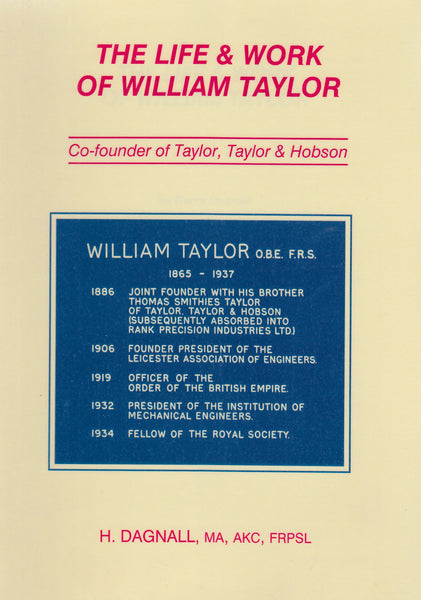 THE LIFE & WORK
OF WILLIAM TAYLOR
Co-founder of Taylor, Taylor & Hobson
WILLIAM TAYLOR O.B.E. F.R.S.
1865 - 1937
1886 JOINT FOUNDER WITH HIS BROTHER
THOMAS SMITHIES TAYLOR
OF TAYLOR. TAYLOR & HOBSON
(SUBSEQUENTLY ABSORBED INTO
RANK PRECISION INDUSTRIES LTD.)
1906 FOUNDER PRESIDENT OF THE
LEICESTER ASSOCIATION OF ENGINEERS.
1919 OFFICER OF THE
ORDER OF THE BRITISH EMPIRE.
1932 PRESIDENT OF THE INSTITUTION OF
MECHANICAL ENGINEERS.
1934 FELLOW OF THE ROYAL SOCIETY.
H. DAGNALL, MA, AKC, FRPSL